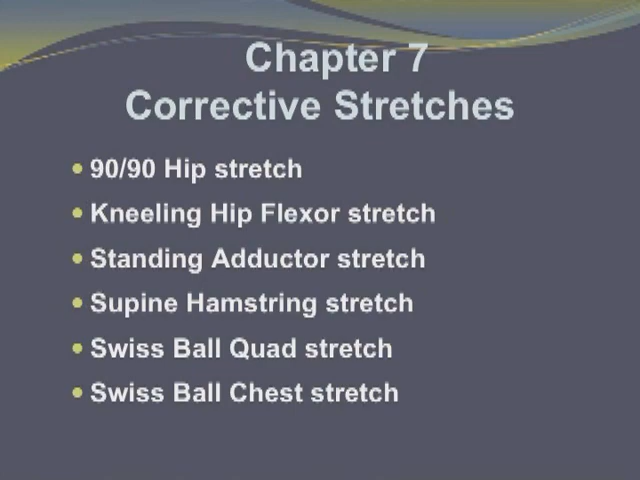 Chapter 7
Corrective Stretches
• 90/90 Hip stretch
• Kneeling Hip Flexor stretch
• Standing Adductor stretch
• Supine Hamstring stretch
• Swiss Ball Quad stretch
• Swiss Ball Chest stretch